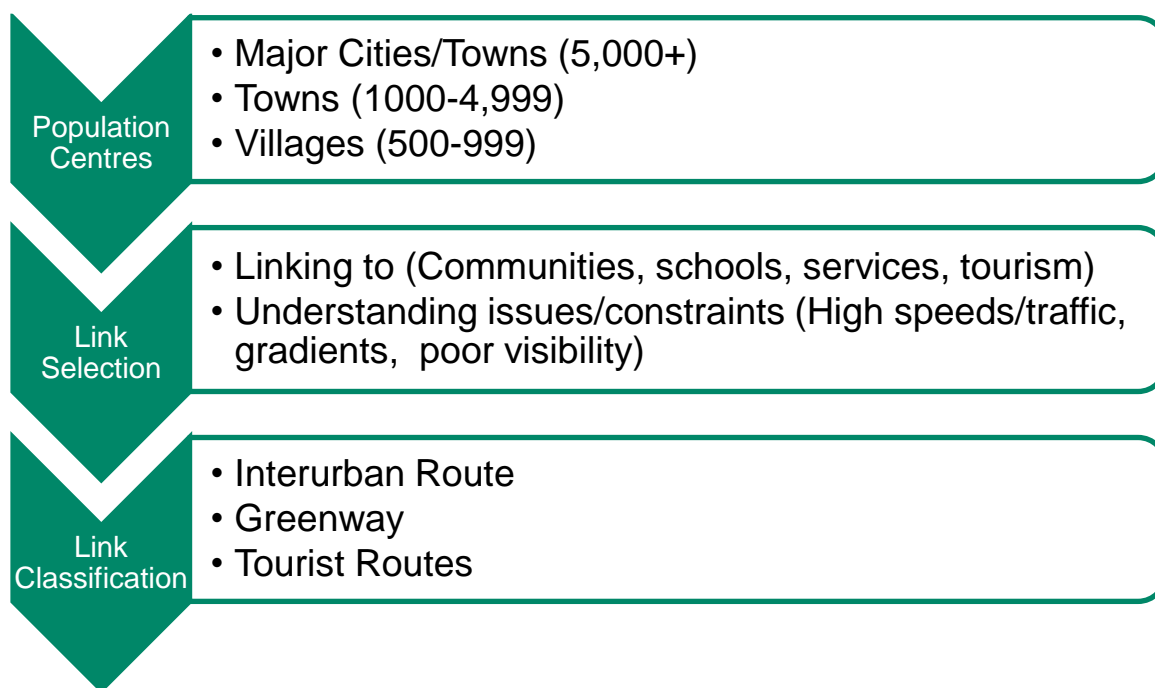 Population
Centres
• Major Cities/Towns (5,000+)
• Towns (1000-4,999)
• Villages (500-999)
Link
Selection
• Linking to (Communities, schools, services, tourism)
• Understanding issues/constraints (High speeds/traffic,
gradients,  poor visibility)
Link
Classification
• Interurban Route
• Greenway
• Tourist Routes